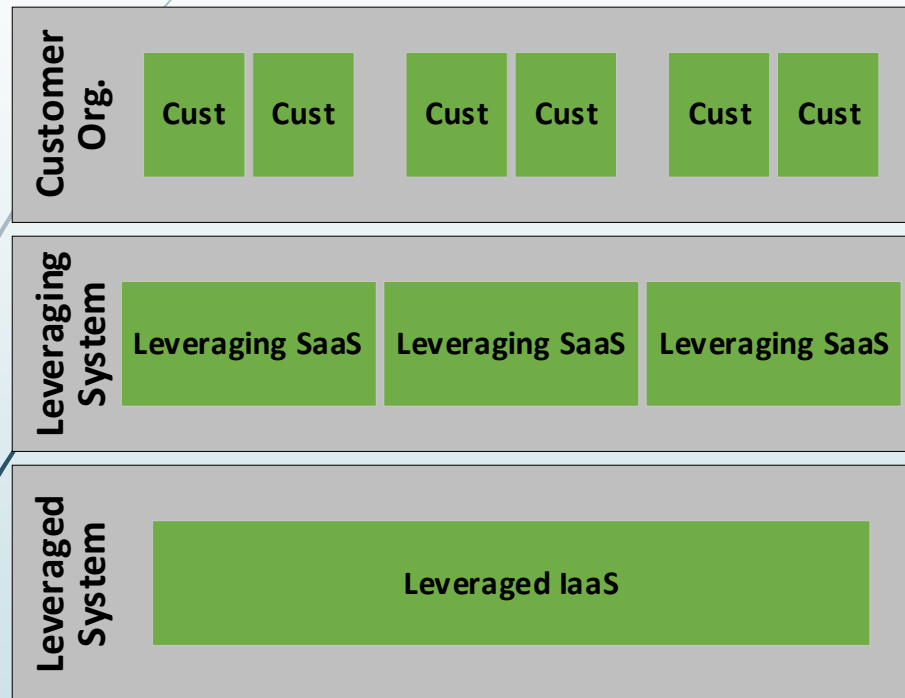 Customer
Org.
Cust
Cust
Cust
Cust
Cust
Cust
Leveraging
System
Leveraging SaaS
Leveraging SaaS
Leveraging SaaS
Leveraged
System
Leveraged IaaS